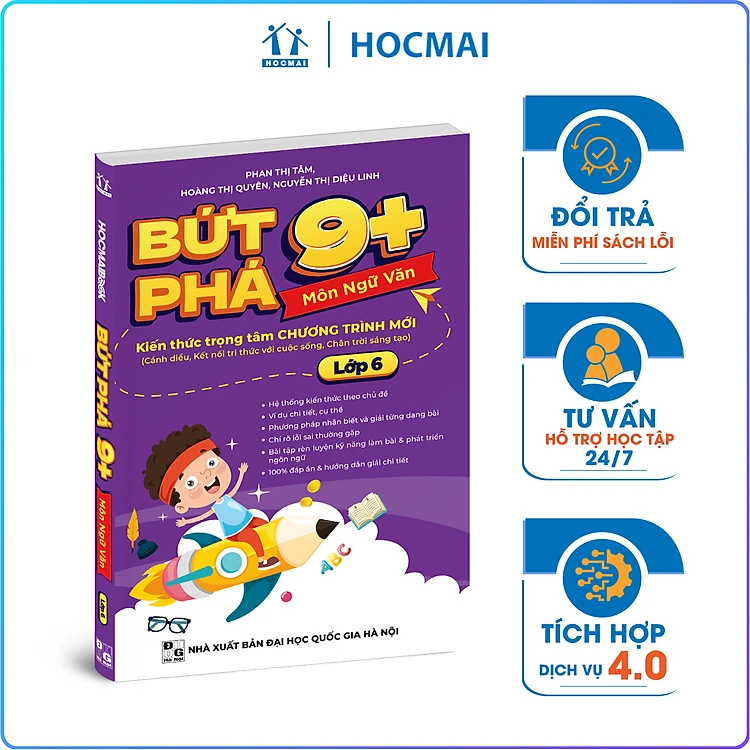 HOCMAI
HOCMAI
HOCMAI
HOCMAIBOOK
BỨT PHÁ 9+
Môn Ngữ Văn
Lớp 6
PHAN THỊ TÂM,
HOÀNG THỊ QUYÊN, NGUYỄN THỊ DIỆU LINH
BỨT
PHÁ 9+
Môn Ngữ Văn
Kiến thức trọng tâm CHƯƠNG TRÌNH MỚI
(Cánh diều, Kết nối tri thức với cuộc sống, Chân trời sáng tạo)
Lớp 6
• Hệ thống kiến thức theo chủ đề
• Ví dụ chi tiết, cụ thể
• Phương pháp nhận biết và giải từng dạng bài
• Chỉ rõ lỗi sai thường gặp
• Bài tập rèn luyện kỹ năng làm bài & phát triển
ngôn ngữ
• 100% đáp án & hướng dẫn giải chi tiết
ABC
NHÀ XUẤT BẢN ĐẠI HỌC QUỐC GIA HÀ NỘI
ĐỔI TRẢ
MIỄN PHÍ SÁCH LỖI
TƯ VẤN
HỖ TRỢ HỌC TẬP
24/7
TÍCH HỢP
DỊCH VỤ 4.0